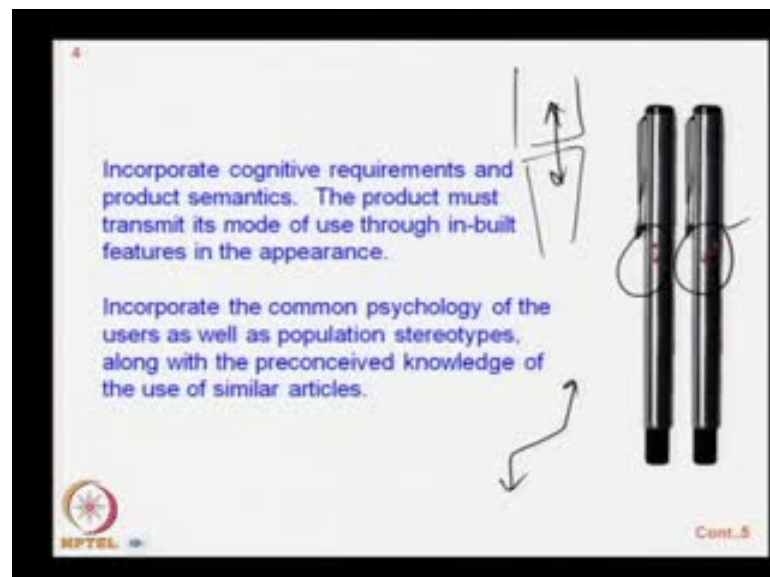 4
Incorporate cognitive requirements and
product semantics. The product must
transmit its mode of use through in-built
features in the appearance.
Incorporate the common psychology of the
users as well as population stereotypes,
along with the preconceived knowledge of
the use of similar articles.
NPTEL
Cont..5